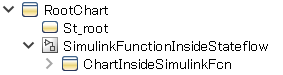 RootChart
St_root
SimulinkFunctionInsideStateflow
ChartInsideSimulinkFcn